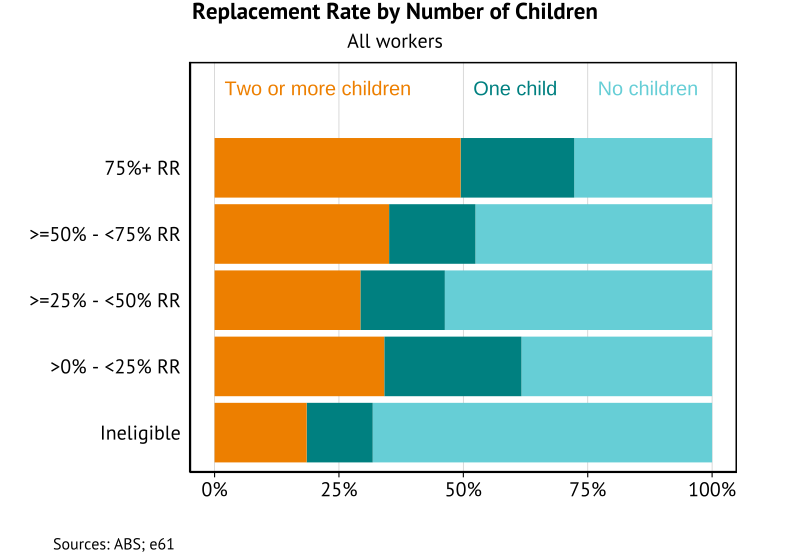 Replacement Rate by Number of Children
All workers
Two or more children One child No children
75%+ RR
>=50% - <75% RR
>=25% - <50% RR
>0% - <25% RR
Ineligible
0% 25% 50% 75% 100%
Sources: ABS; e61